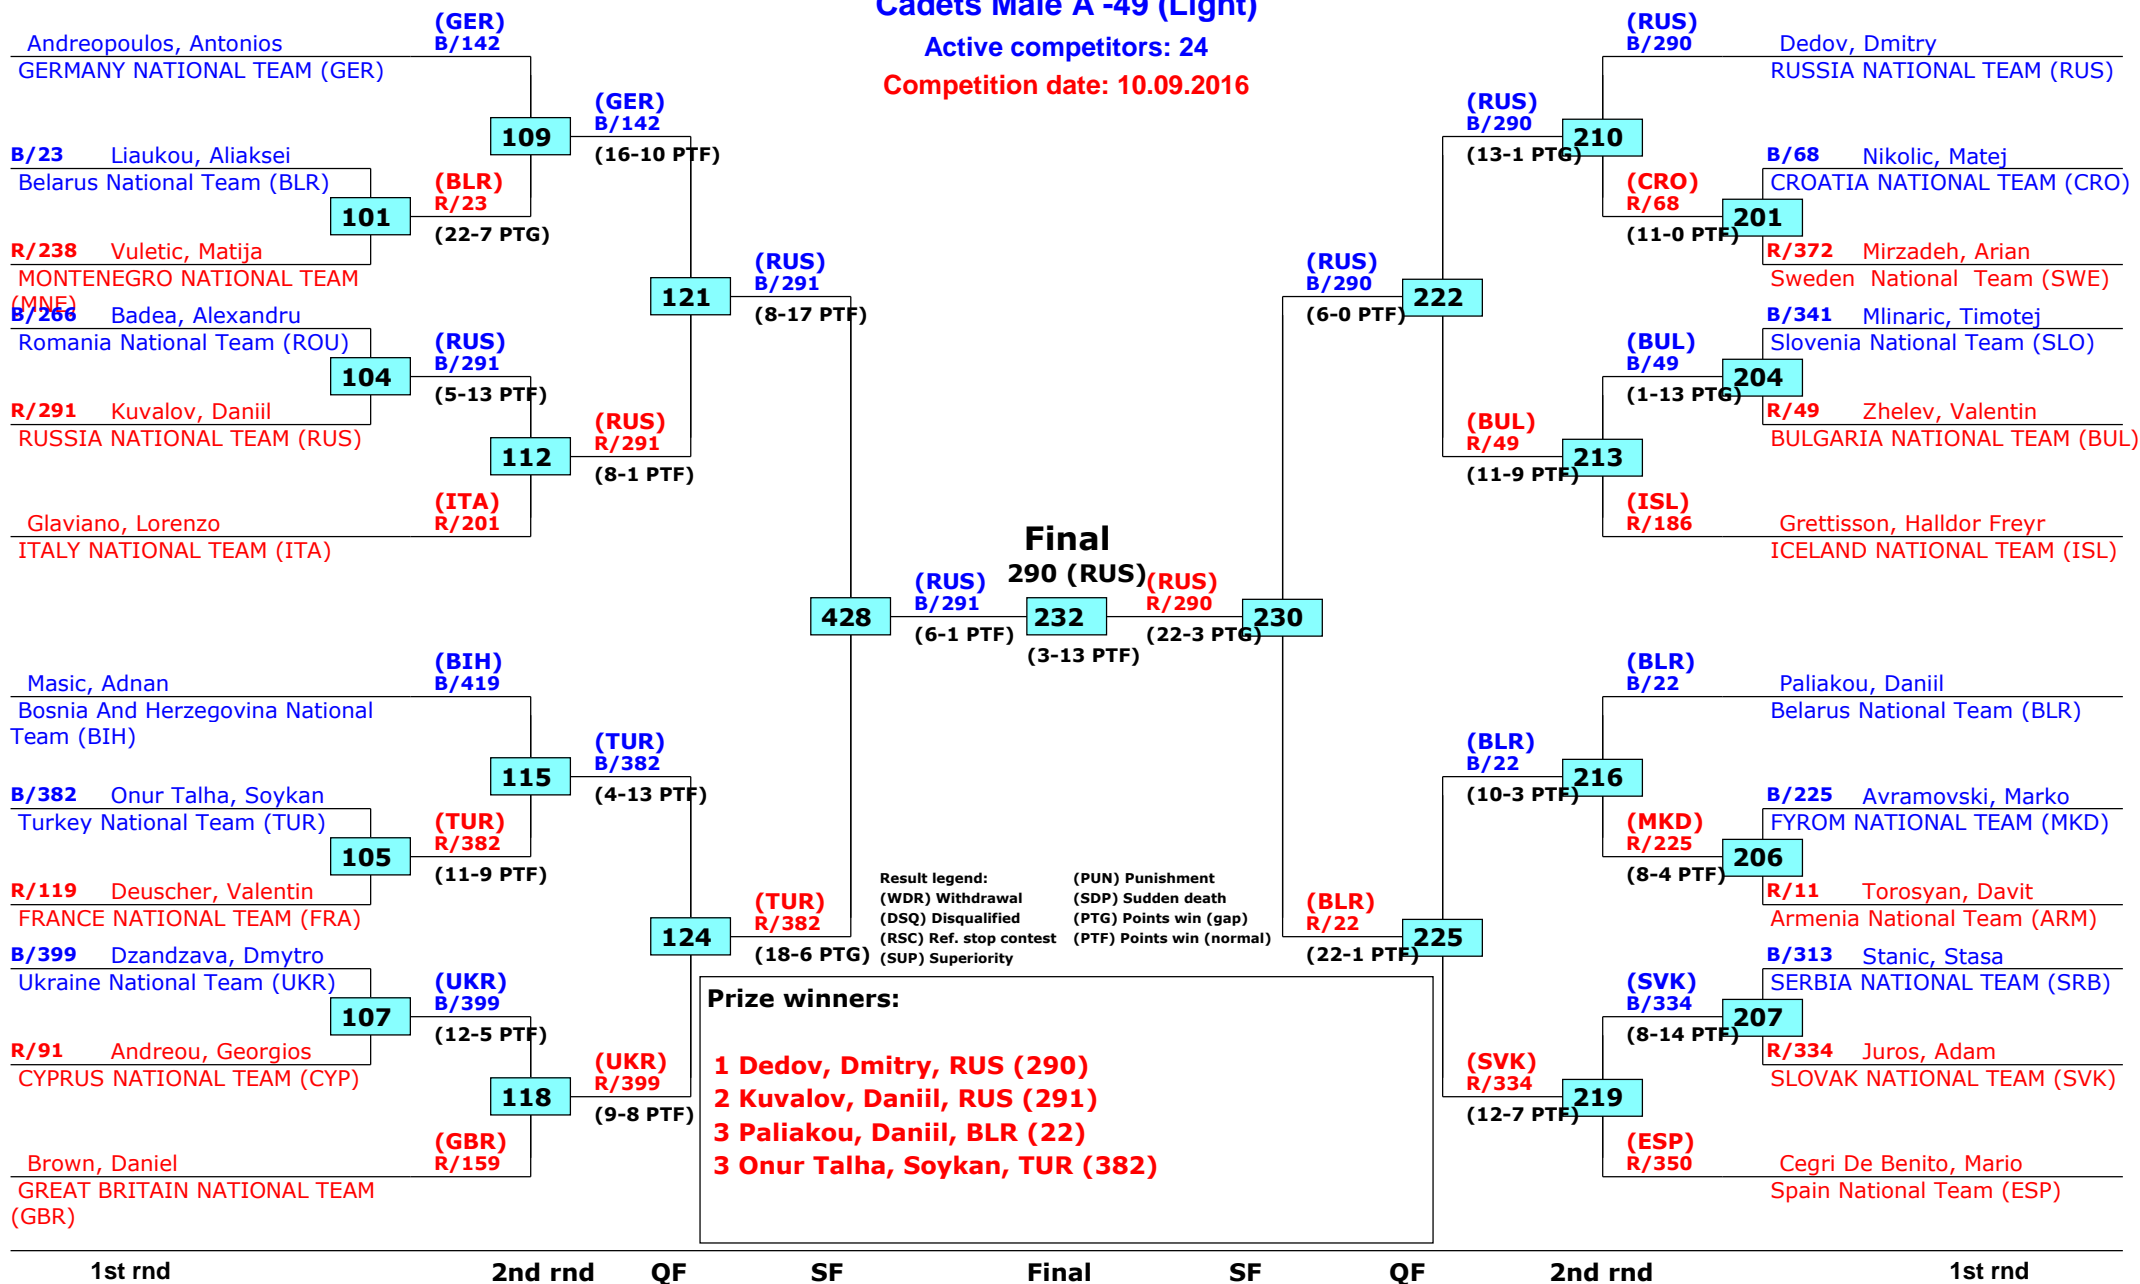 Cadets Male A -49 (Light)
Active competitors: 24
Competition date: 10.09.2016
Andreopoulos, Antonios
GERMANY NATIONAL TEAM (GER)
(GER)
B/142
B/23 Liaukou, Aliaksei
Belarus National Team (BLR)
101
R/238 Vuletic, Matija
MONTENEGRO NATIONAL TEAM
(MNE)
(BLR)
R/23
(22-7 PTG)
109
(GER)
B/142
(16-10 PTF)
B/266 Badea, Alexandru
Romania National Team (ROU)
104
R/291 Kuvalov, Daniil
RUSSIA NATIONAL TEAM (RUS)
(RUS)
B/291
(5-13 PTF)
112
(RUS)
R/291
(8-1 PTF)
(ITA)
R/201
Glaviano, Lorenzo
ITALY NATIONAL TEAM (ITA)
121
(RUS)
B/291
(8-17 PTF)
Masic, Adnan
Bosnia And Herzegovina National
Team (BIH)
(BIH)
B/419
115
(TUR)
B/382
(4-13 PTF)
B/382 Onur Talha, Soykan
Turkey National Team (TUR)
105
R/119 Deuscher, Valentin
FRANCE NATIONAL TEAM (FRA)
(TUR)
R/382
(11-9 PTF)
124
(TUR)
R/382
(18-6 PTG)
B/399 Dzandzava, Dmytro
Ukraine National Team (UKR)
107
R/91 Andreou, Georgios
CYPRUS NATIONAL TEAM (CYP)
(UKR)
B/399
(12-5 PTF)
118
(UKR)
R/399
(9-8 PTF)
(GBR)
R/159
Brown, Daniel
GREAT BRITAIN NATIONAL TEAM
(GBR)
428
(RUS)
B/291
(6-1 PTF)
Final
290 (RUS)
232
(3-13 PTF)
(RUS)
R/290
(22-3 PTG)
230
(RUS)
B/290
(6-0 PTF)
222
(RUS)
B/290
(13-1 PTG)
210
(RUS)
B/290
Dedov, Dmitry
RUSSIA NATIONAL TEAM (RUS)
(CRO)
R/68
(11-0 PTF)
201
B/68 Nikolic, Matej
CROATIA NATIONAL TEAM (CRO)
R/372 Mirzadeh, Arian
Sweden National Team (SWE)
(BUL)
B/49
(1-13 PTG)
204
B/341 Mlinaric, Timotej
Slovenia National Team (SLO)
R/49 Zhelev, Valentin
BULGARIA NATIONAL TEAM (BUL)
(BUL)
R/49
(11-9 PTF)
213
(ISL)
R/186
Grettisson, Halldor Freyr
ICELAND NATIONAL TEAM (ISL)
(BLR)
B/22
Paliakou, Daniil
Belarus National Team (BLR)
(BLR)
B/22
(10-3 PTF)
216
(MKD)
R/225
(8-4 PTF)
206
B/225 Avramovski, Marko
FYROM NATIONAL TEAM (MKD)
R/11 Torosyan, Davit
Armenia National Team (ARM)
(BLR)
R/22
(22-1 PTF)
225
(SVK)
B/334
(8-14 PTF)
207
B/313 Stanic, Stasa
SERBIA NATIONAL TEAM (SRB)
R/334 Juros, Adam
SLOVAK NATIONAL TEAM (SVK)
(SVK)
R/334
(12-7 PTF)
219
(ESP)
R/350
Cegri De Benito, Mario
Spain National Team (ESP)
Result legend:
(WDR) Withdrawal
(DSQ) Disqualified
(RSC) Ref. stop contest
(SUP) Superiority
(PUN) Punishment
(SDP) Sudden death
(PTG) Points win (gap)
(PTF) Points win (normal)
Prize winners:
1 Dedov, Dmitry, RUS (290)
2 Kuvalov, Daniil, RUS (291)
3 Paliakou, Daniil, BLR (22)
3 Onur Talha, Soykan, TUR (382)
1st rnd 2nd rnd QF SF Final SF QF 2nd rnd 1st rnd